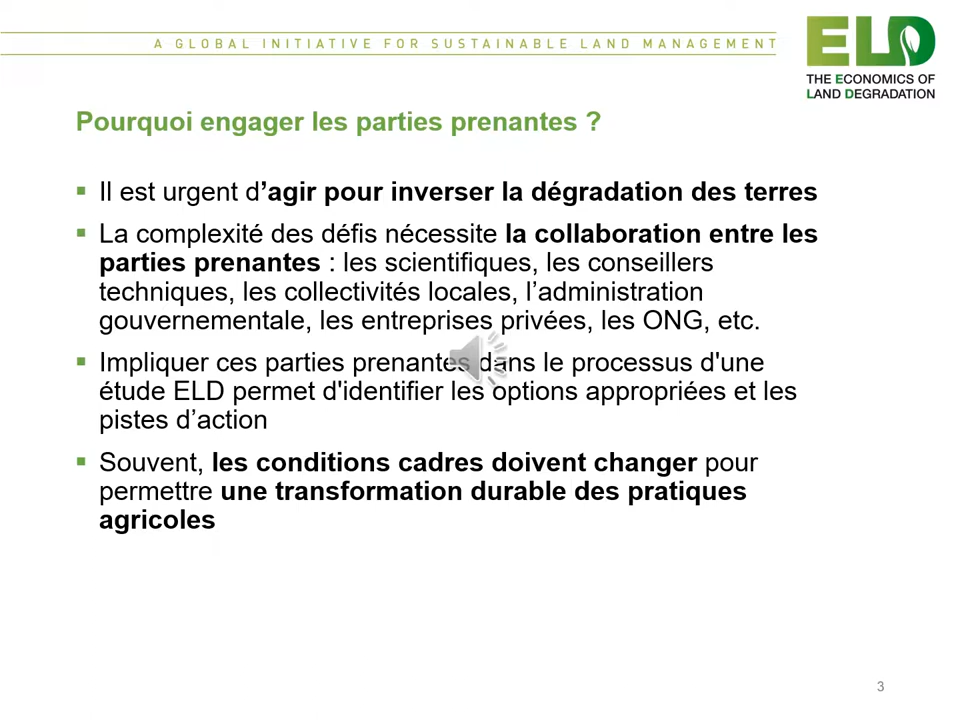 A GLOBAL INITIATIVE FOR SUSTAINABLE LAND MANAGEMENT
ELD
THE ECONOMICS OF
LAND DEGRADATION
Pourquoi engager les parties prenantes ?
▪ Il est urgent d’agir pour inverser la dégradation des terres
▪ La complexité des défis nécessite la collaboration entre les
parties prenantes : les scientifiques, les conseillers
techniques, les collectivités locales, l’administration
gouvernementale, les entreprises privées, les ONG, etc.
▪ Impliquer ces parties prenantes dans le processus d'une
étude ELD permet d'identifier les options appropriées et les
pistes d’action
▪ Souvent, les conditions cadres doivent changer pour
permettre une transformation durable des pratiques
agricoles
3